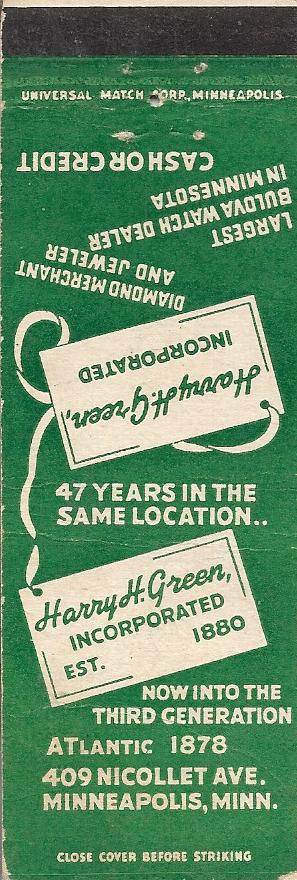 UNIVERSAL MATCH CORP., MINNEAPOLIS
CASH OR CREDIT
LARGEST
BULOVA WATCH DEALER
IN MINNESOTA
DIAMOND MERCHANT
AND JEWELER
Harry H. Green,
INCORPORATED
47 YEARS IN THE
SAME LOCATION..
Harry H. Green,
INCORPORATED
EST. 1880
NOW INTO THE
THIRD GENERATION
ATLANTIC 1878
409 NICOLLET AVE.
MINNEAPOLIS, MINN.
CLOSE COVER BEFORE STRIKING